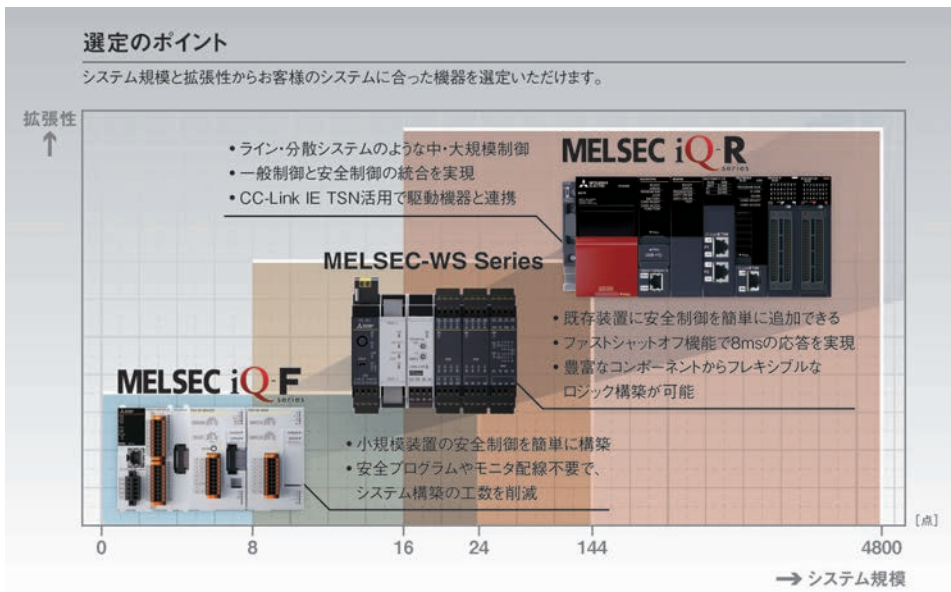 選定のポイント
システム規模と拡張性からお客様のシステムに合った機器を選定いただけます。
拡張性
• ライン・分散システムのような中・大規模制御
• 一般制御と安全制御の統合を実現
• CC-Link IE TSN活用で駆動機器と連携
MELSEC iQ-R
series
MELSEC-WS Series
• 既存装置に安全制御を簡単に追加できる
• ファストシャットオフ機能で8msの応答を実現
• 豊富なコンポーネントからフレキシブルな
ロジック構築が可能
MELSEC iQ-F
series
• 小規模装置の安全制御を簡単に構築
• 安全プログラムやモニタ配線不要で、
システム構築の工数を削減
[点]
0 8 16 24 144 4800
→ システム規模